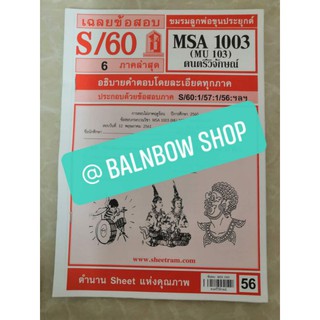 เฉลยข้อสอบ
ชมรมลูกพ่อขุนประยุกต์
S/60
6 ภาคล่าสุด
MSA 1003
(MU 103)
ดนตรีวิจักษณ์
อธิบายคำตอบโดยละเอียดทุกภาค
ประกอบด้วยข้อสอบภาค S/60:1/57:1/56:ฯลฯ
@ BALNBOW SHOP
www.sheetram.com
ตำนาน Sheet แห่งคุณภาพ
56